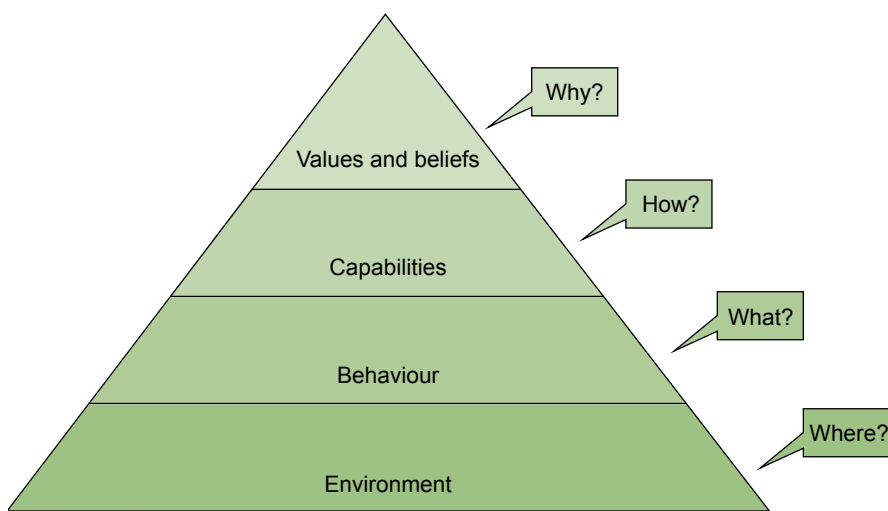 Why?
Values and beliefs
How?
Capabilities
What?
Behaviour
Where?
Environment